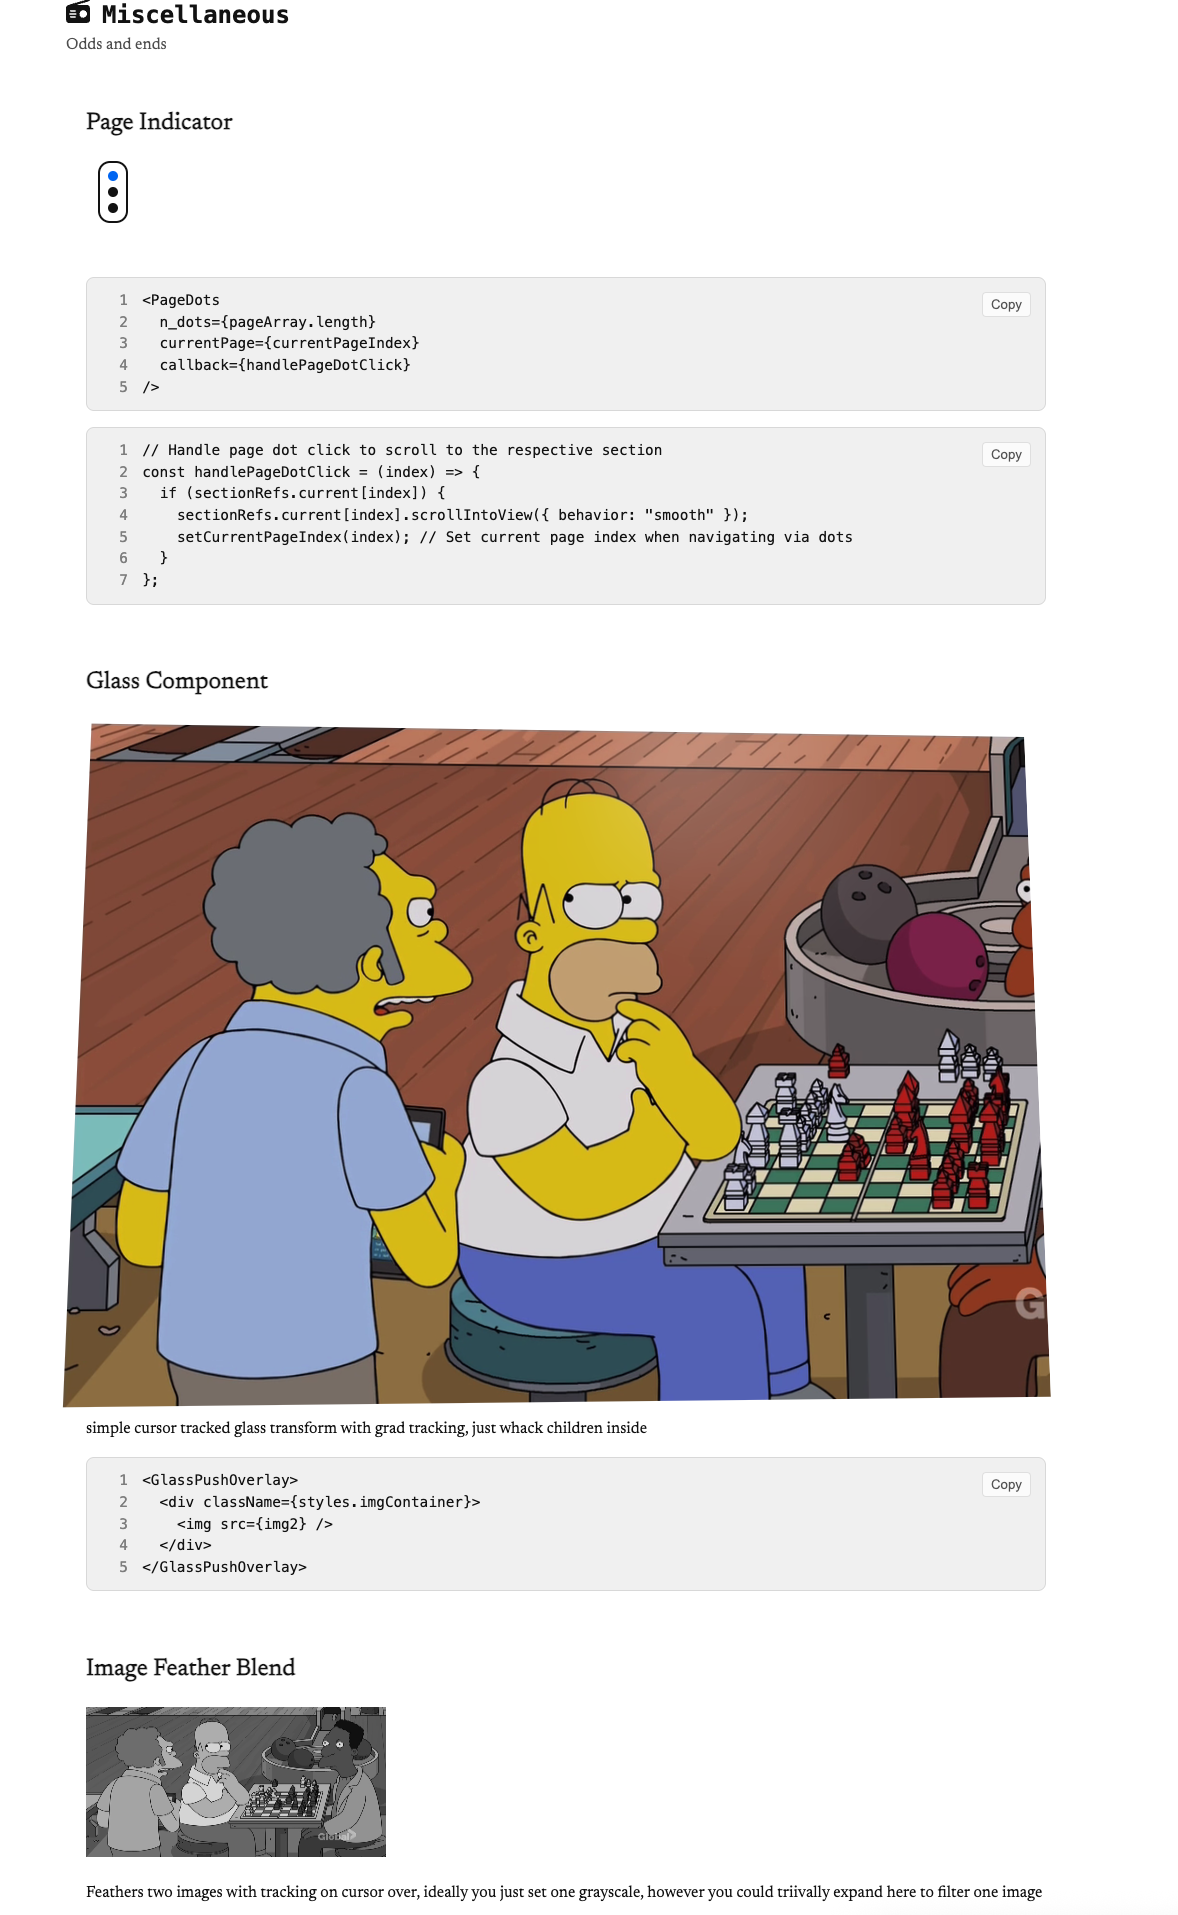 Miscellaneous
Odds and ends
Page Indicator
1 <PageDots
2   n_dots={pageArray.length}
3   currentPage={currentPageIndex}
4   callback={handlePageDotClick}
5 />
Copy
1 // Handle page dot click to scroll to the respective section
2 const handlePageDotClick = (index) => {
3   if (sectionRefs.current[index]) {
4     sectionRefs.current[index].scrollIntoView({ behavior: "smooth" });
5     setCurrentPageIndex(index); // Set current page index when navigating via dots
6   }
7 };
Copy
Glass Component
G
simple cursor tracked glass transform with grad tracking, just whack children inside
1 <GlassPushOverlay>
2   <div className={styles.imgContainer}>
3     <img src={img2} />
4   </div>
5 </GlassPushOverlay>
Copy
Image Feather Blend
Global
Feathers two images with tracking on cursor over, ideally you just set one grayscale, however you could triivally expand here to filter one image